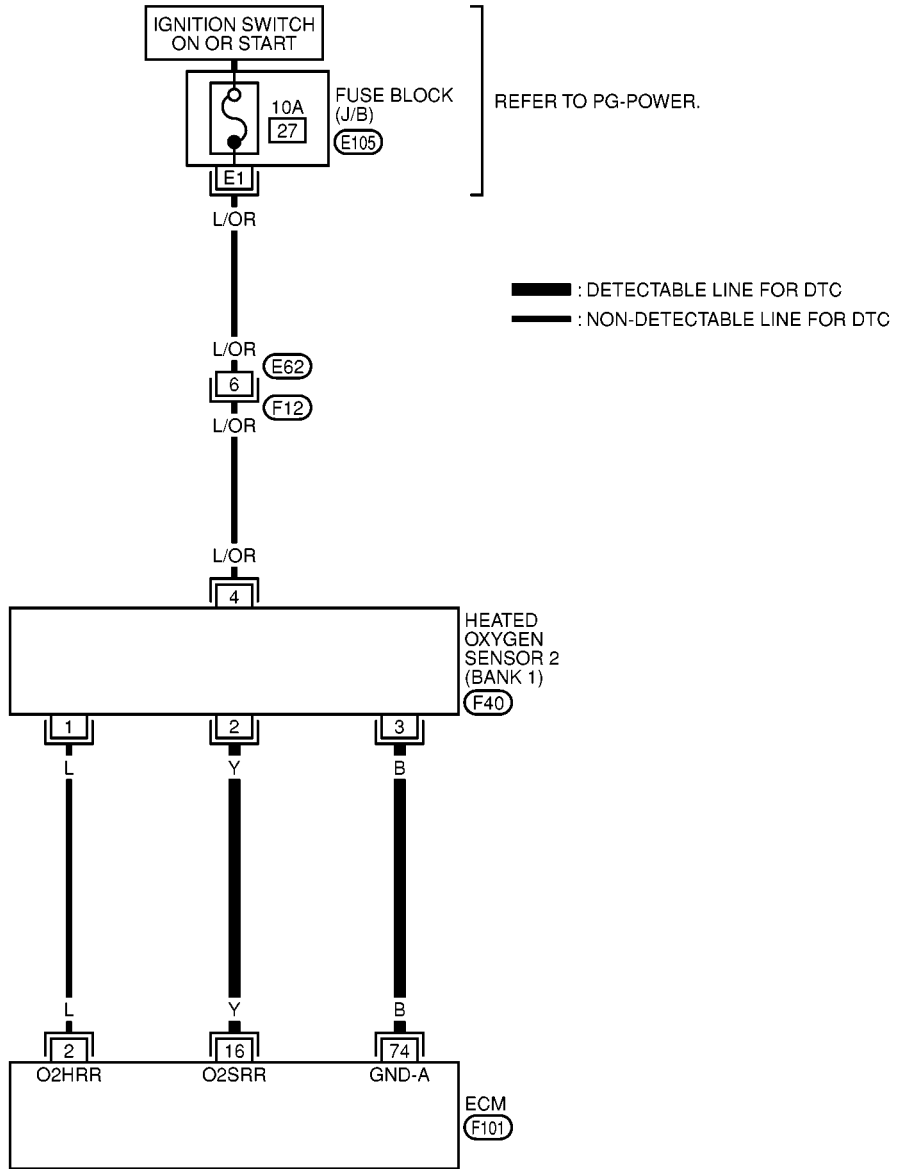 IGNITION SWITCH
ON OR START
FUSE BLOCK
(J/B)
E105
10A
27
REFER TO PG-POWER.
E1
L/OR
: DETECTABLE LINE FOR DTC
: NON-DETECTABLE LINE FOR DTC
L/OR
E62
6
F12
L/OR
L/OR
4
HEATED
OXYGEN
SENSOR 2
(BANK 1)
F40
1 2 3
L Y B
L Y B
2 16 74
O2HRR O2SRR GND-A
ECM
F101